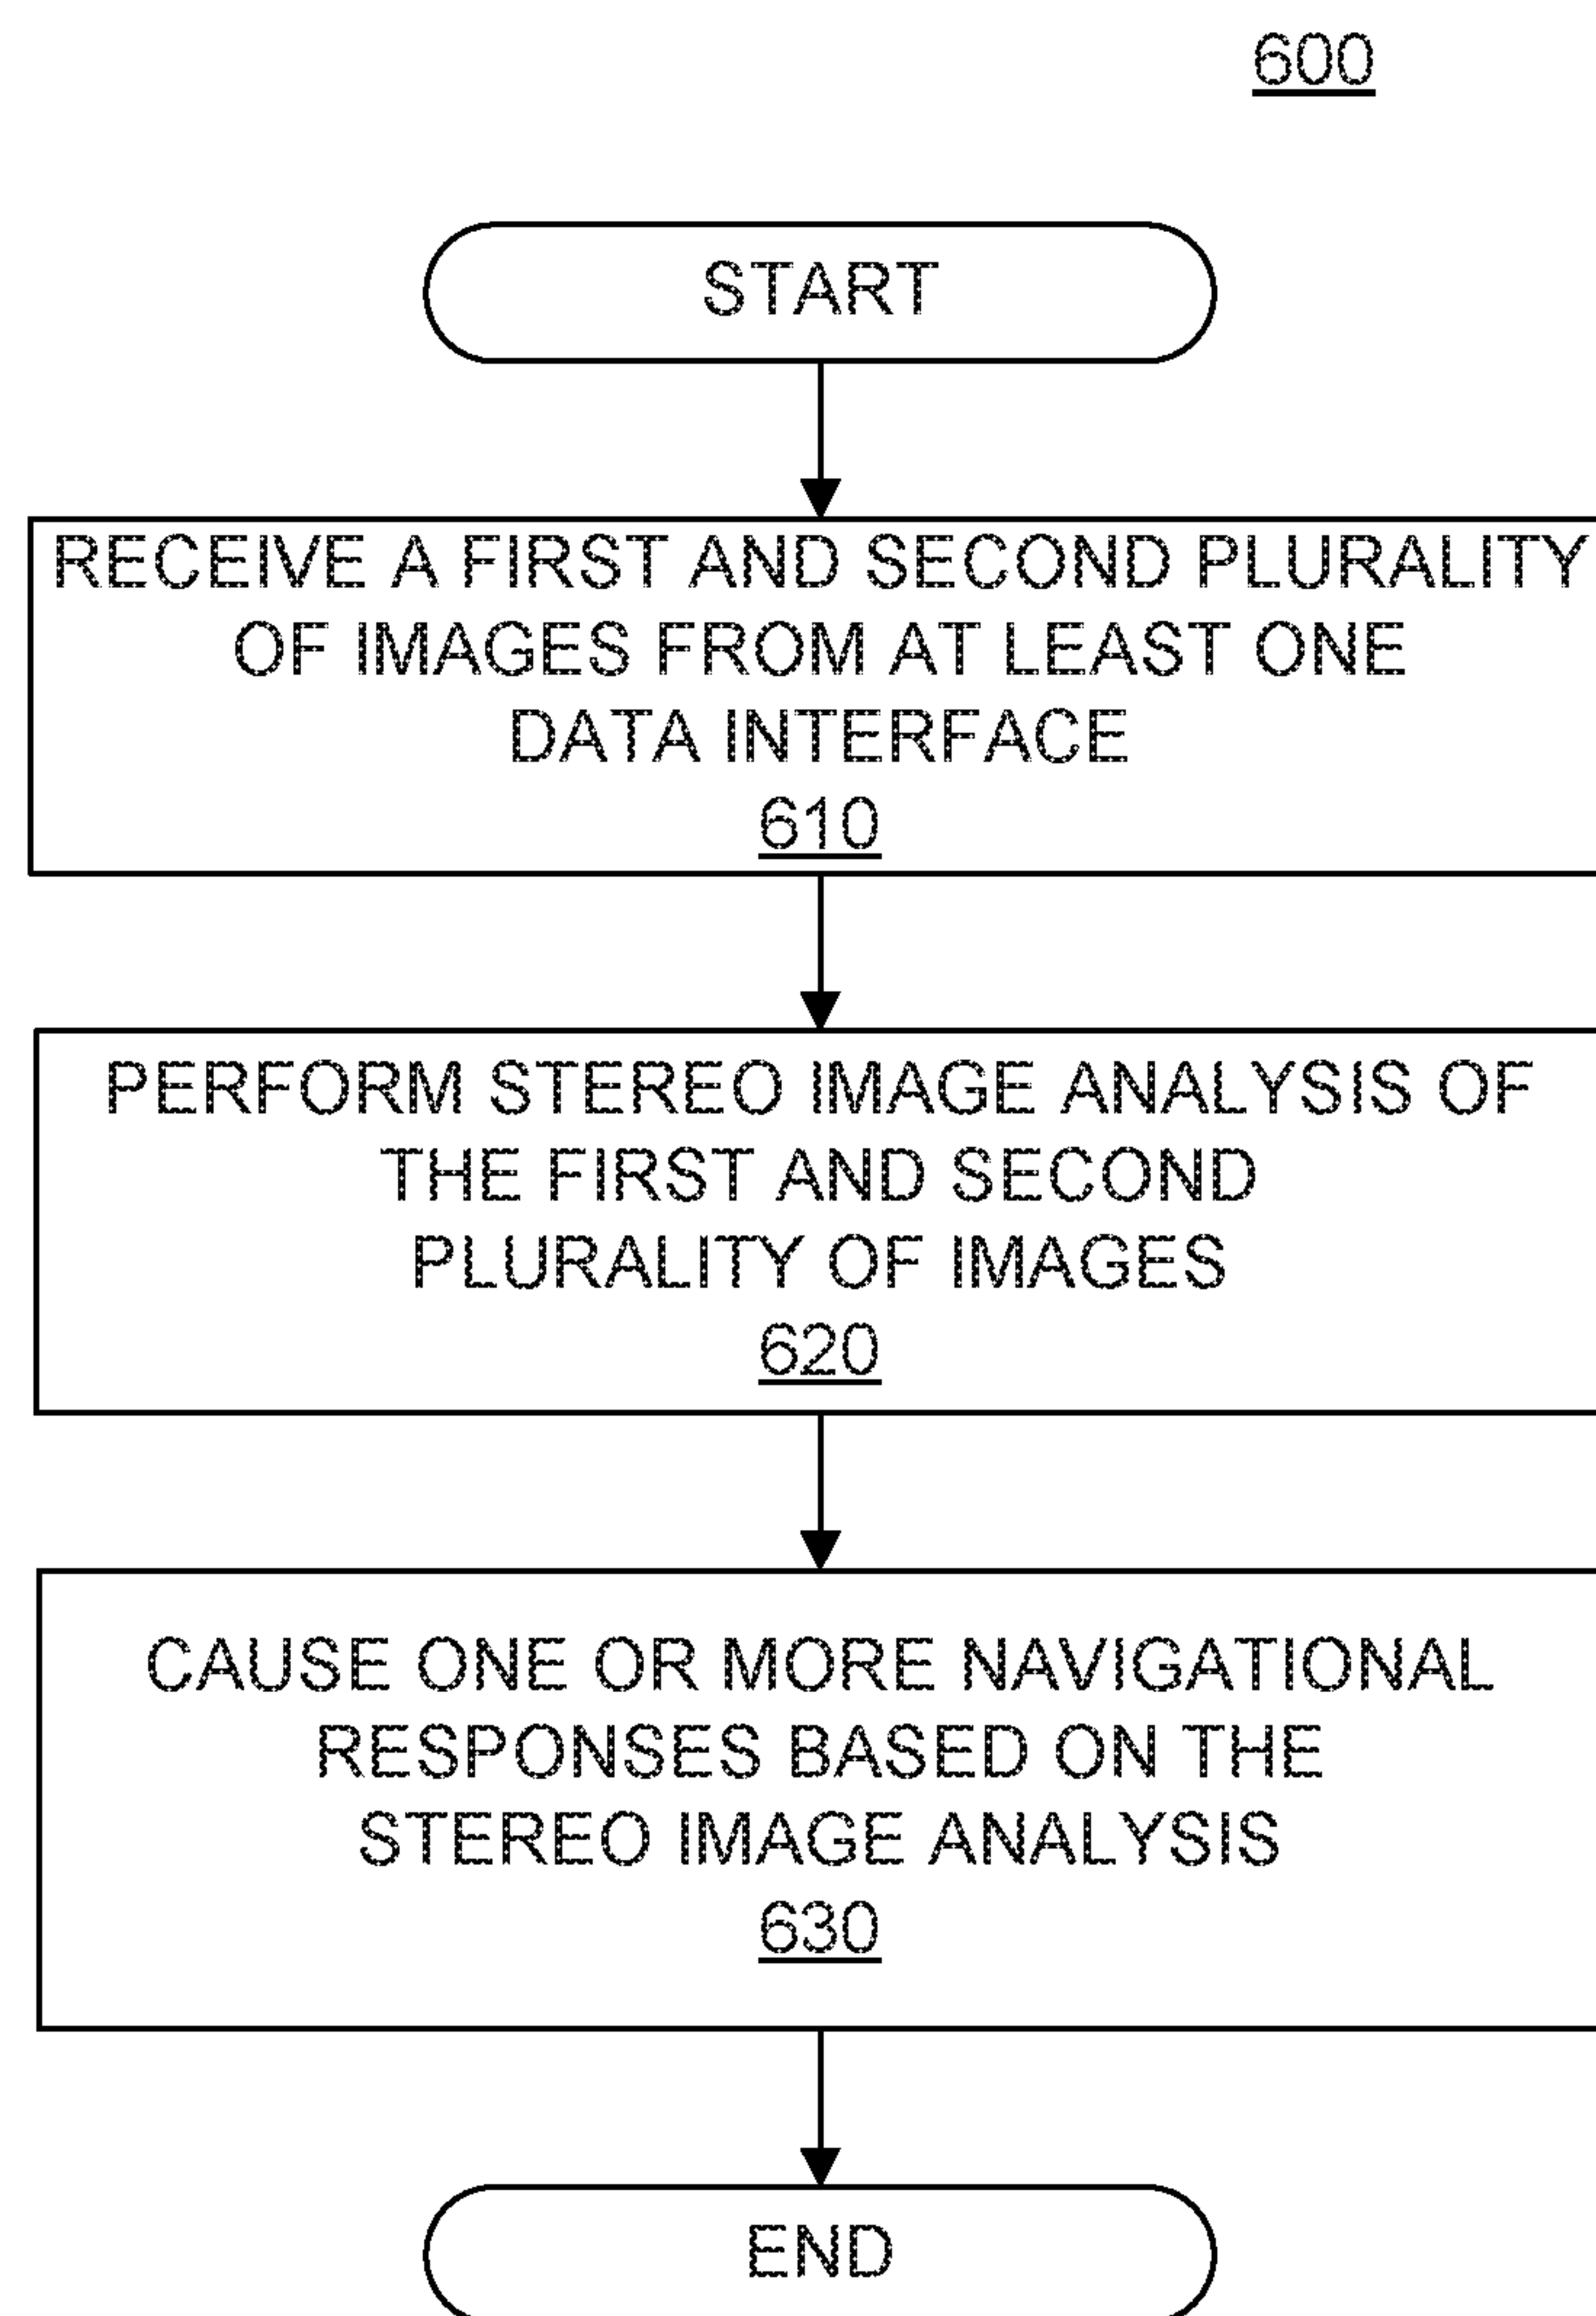 600
START
RECEIVE A FIRST AND SECOND PLURALITY
OF IMAGES FROM AT LEAST ONE
DATA INTERFACE
610
PERFORM STEREO IMAGE ANALYSIS OF
THE FIRST AND SECOND
PLURALITY OF IMAGES
620
CAUSE ONE OR MORE NAVIGATIONAL
RESPONSES BASED ON THE
STEREO IMAGE ANALYSIS
630
END